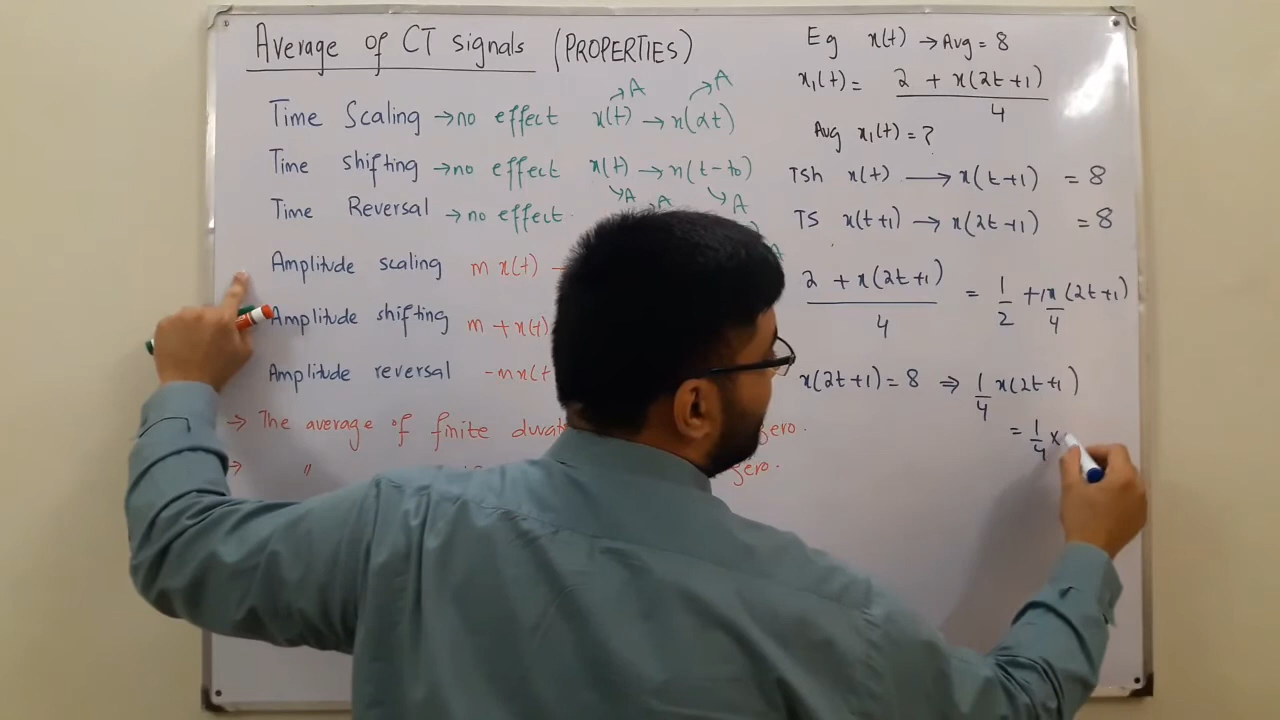 Average of CT signals (PROPERTIES)
Time Scaling → no effect x(t) → x(αt)
A A
Time shifting → no effect x(t) → x(t-t0)
A A
Time Reversal → no effect.
A
Amplitude scaling m x(t) →
Amplitude shifting m + x(t)
Amplitude reversal -mx(t
→ The average of finite zero.
→ " zero.
Eg x(t) → Avg = 8
x1(t) = 2 + x(2t+1) / 4
Avg x1(t) = ?
TSh x(t) → x(t+1) = 8
TS x(t+1) → x(2t+1) = 8
2 + x(2t+1) / 4 = 1/2 + 1x(2t+1)/4
x(2t+1) = 8 ⇒ 1/4 x(2t+1)
= 1/4 x